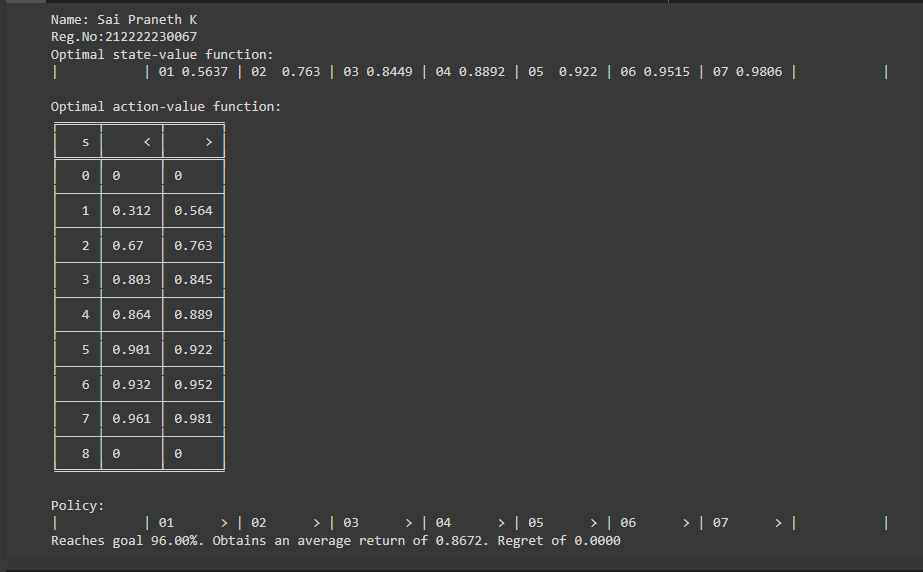 Name: Sai Praneth K
Reg.No:212222230067
Optimal state-value function:
| | 01 0.5637 | 02 0.763 | 03 0.8449 | 04 0.8892 | 05 0.922 | 06 0.9515 | 07 0.9806 | |
Optimal action-value function:
s < >
0 0 0
1 0.312 0.564
2 0.67 0.763
3 0.803 0.845
4 0.864 0.889
5 0.901 0.922
6 0.932 0.952
7 0.961 0.981
8 0 0
Policy:
| | 01 > | 02 > | 03 > | 04 > | 05 > | 06 > | 07 > | |
Reaches goal 96.00%. Obtains an average return of 0.8672. Regret of 0.0000